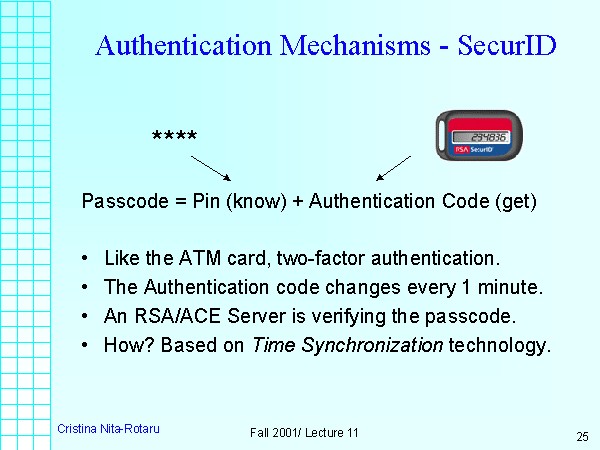 Authentication Mechanisms - SecurID
****
234836
RSA SecurID
Passcode = Pin (know) + Authentication Code (get)
• Like the ATM card, two-factor authentication.
• The Authentication code changes every 1 minute.
• An RSA/ACE Server is verifying the passcode.
• How? Based on Time Synchronization technology.
Cristina Nita-Rotaru
Fall 2001/ Lecture 11
25